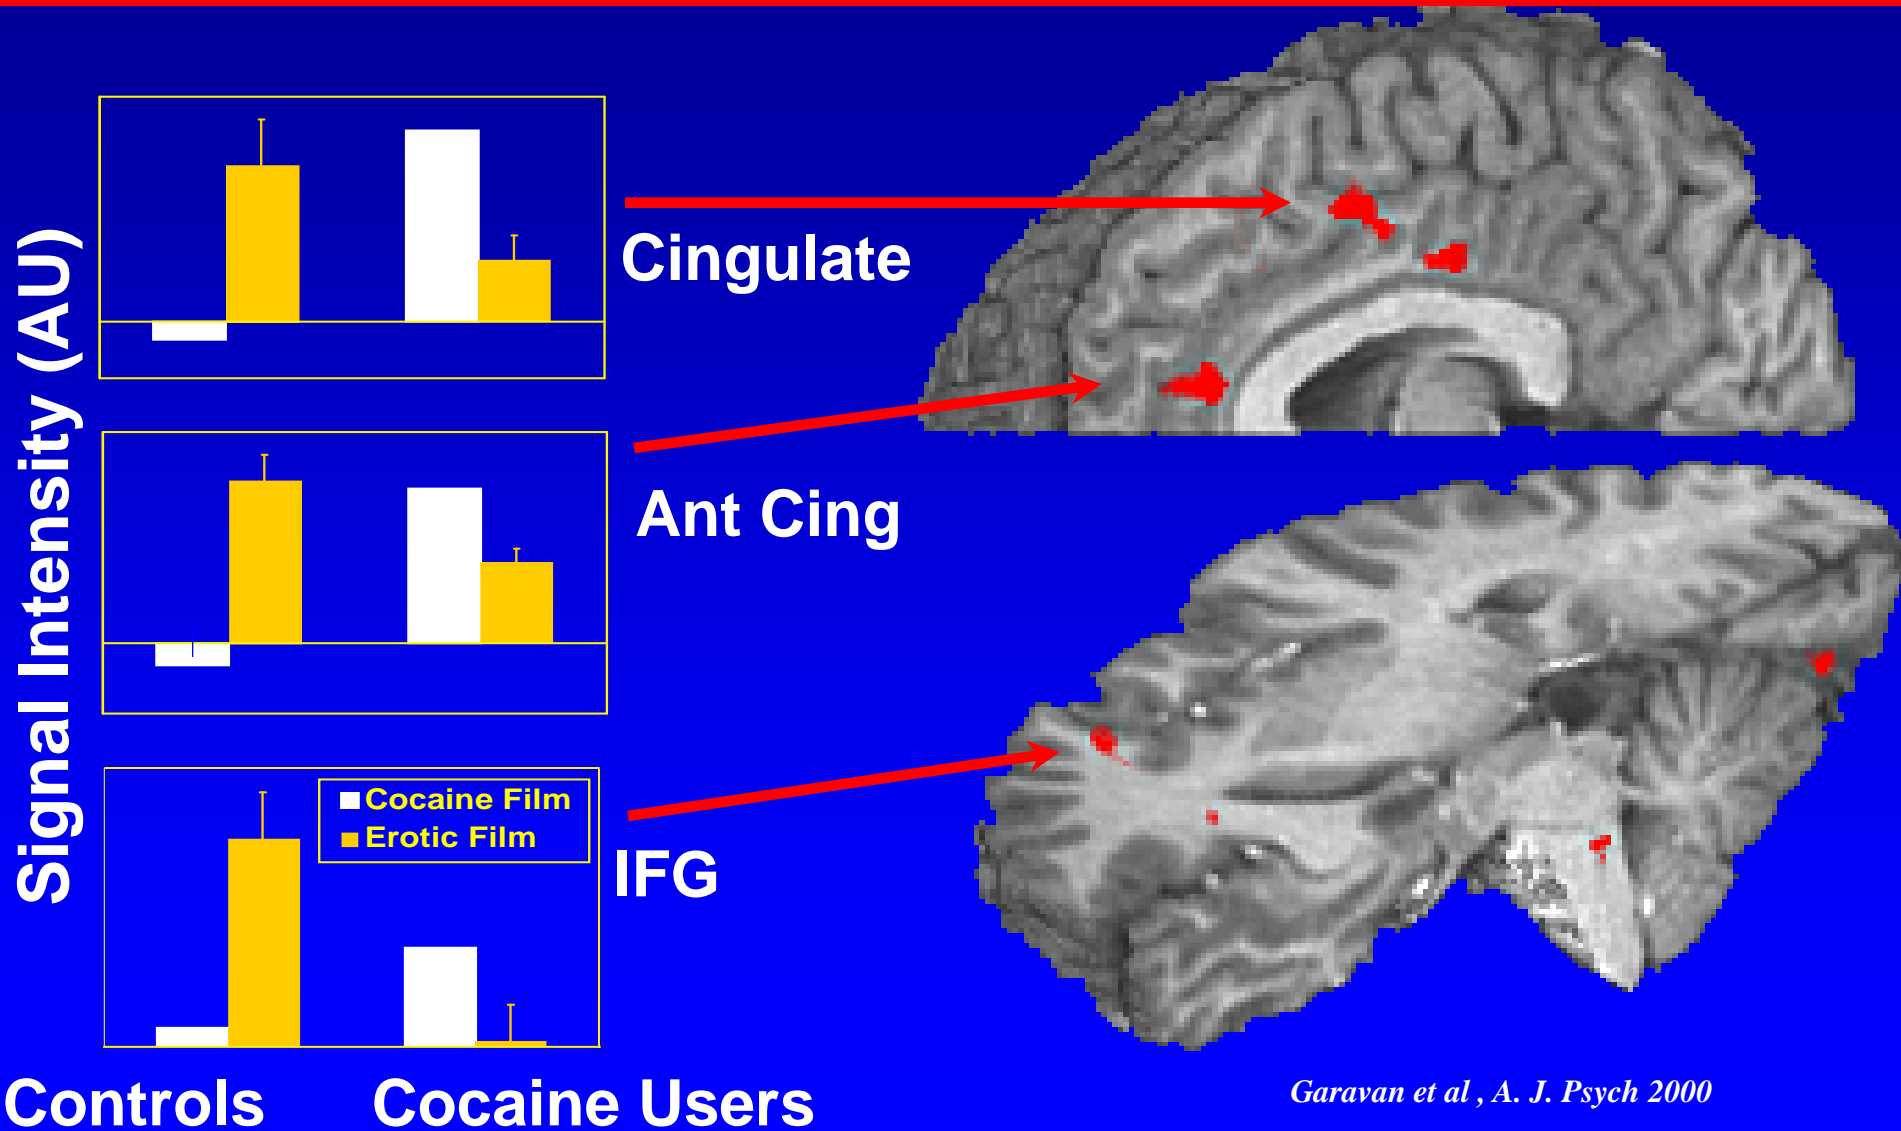 Signal Intensity (AU)
Cingulate
Ant Cing
Cocaine Film
Erotic Film
IFG
Controls
Cocaine Users
Garavan et al , A. J. Psych 2000